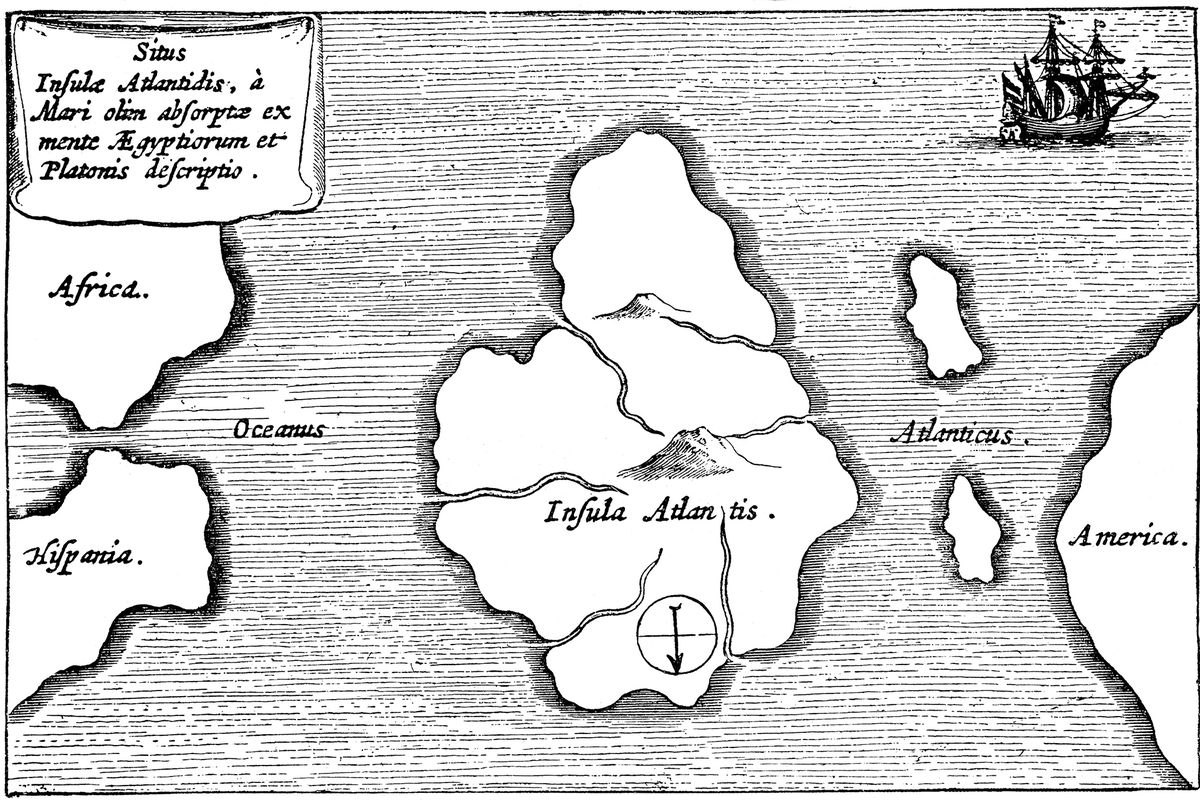 Situs
Inſulæ Atlantidis, à
Mari olim abſorptæ ex
mente Ægyptiorum et
Platonis deſcriptio.
Africa.
Oceanus
Atlanticus.
Inſula Atlantis.
Hiſpania.
America.